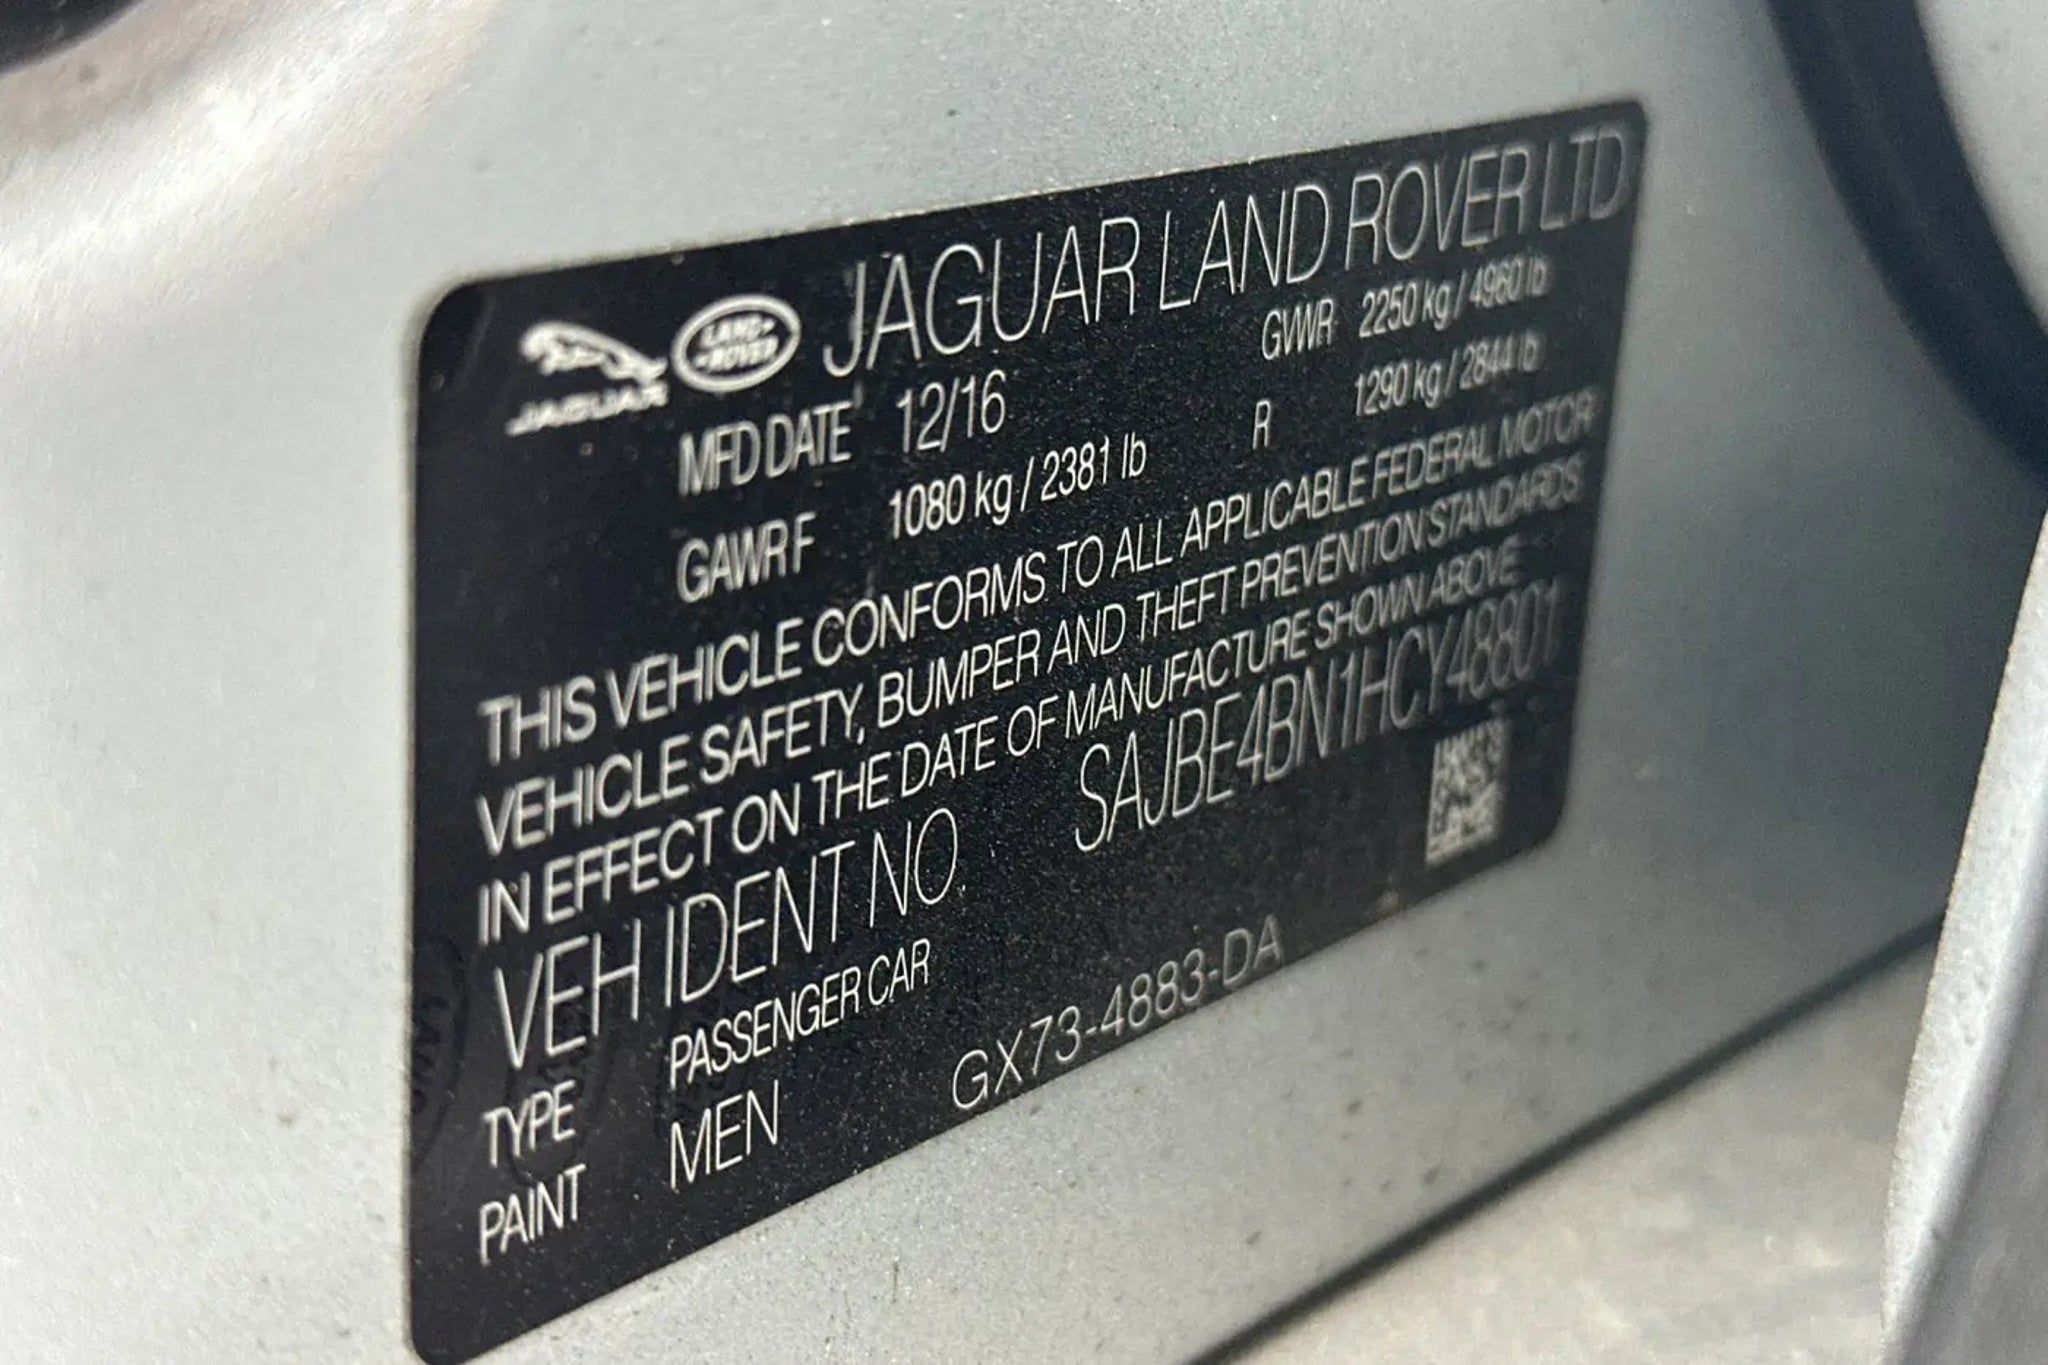 JAGUAR LAND ROVER JAGUAR LAND ROVER LTD
MFD DATE 12/16 GVWR 2250 kg / 4960 lb
GAWR F 1080 kg / 2381 lb R 1290 kg / 2844 lb
THIS VEHICLE CONFORMS TO ALL APPLICABLE FEDERAL MOTOR
VEHICLE SAFETY, BUMPER AND THEFT PREVENTION STANDARDS
IN EFFECT ON THE DATE OF MANUFACTURE SHOWN ABOVE
VEH IDENT NO SAJBE4BN1HCY48801
TYPE PASSENGER CAR
PAINT MEN GX73-4883-DA